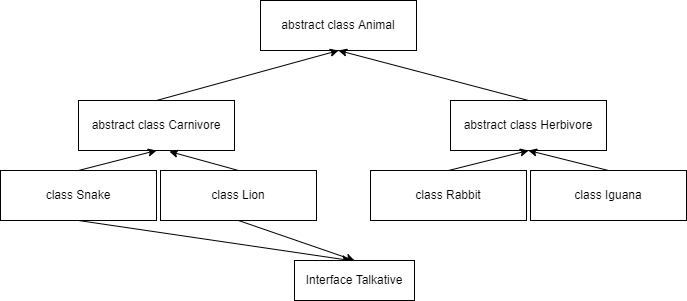 abstract class Animal
abstract class Carnivore
abstract class Herbivore
class Snake
class Lion
class Rabbit
class Iguana
Interface Talkative